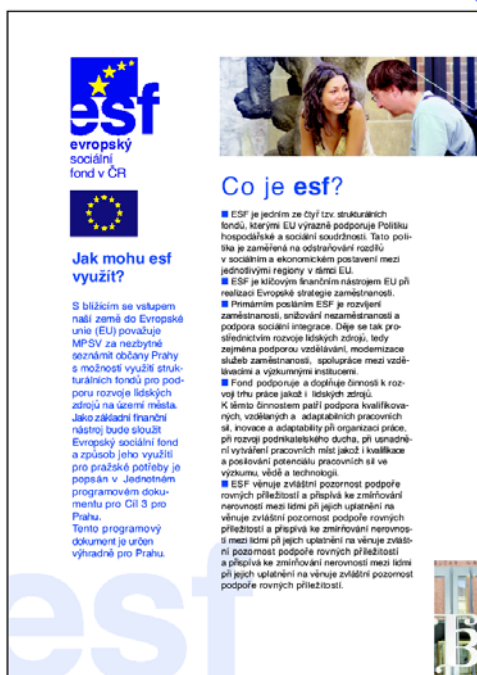 esf
evropský
sociální
fond v ČR
Jak mohu esf
využít?
S blížícím se vstupem
naší země do Evropské
unie (EU) považuje
MPSV za nezbytné
seznámit občany Prahy
s možností využití struk-
turálních fondů pro pod-
poru rozvoje lidských
zdrojů na území města.
Jako základní finanční
nástroj bude sloužit
Evropský sociální fond
a způsob jeho využití
pro pražské potřeby je
popsán v Jednotném
programovém doku-
mentu pro Cíl 3 pro
Prahu.
Tento programový
dokument je určen
výhradně pro Prahu.
Co je esf?
■ ESF je jedním ze čtyř tzv. strukturálních
fondů, kterými EU výrazně podporuje Politiku
hospodářské a sociální soudržnosti. Tato poli-
tika je zaměřená na odstraňování rozdílů
v sociálním a ekonomickém postavení mezi
jednotlivými regiony v rámci EU.
■ ESF je klíčovým finančním nástrojem EU při
realizaci Evropské strategie zaměstnanosti.
■ Primárním posláním ESF je rozvíjení
zaměstnanosti, snižování nezaměstnanosti a
podpora sociální integrace. Děje se tak pro-
střednictvím rozvoje lidských zdrojů, tedy
zejména podporou vzdělávání, modernizace
služeb zaměstnanosti, spolupráce mezi vzdě-
lávacími a výzkumnými institucemi.
■ Fond podporuje a doplňuje činnosti k roz-
voji trhu práce jakož i lidských zdrojů.
K těmto činnostem patří podpora kvalifikova-
ných, vzdělaných a adaptabilních pracovních
sil, inovace a adaptability při organizaci práce,
při rozvoji podnikatelského ducha, při usnadně-
ní vytváření pracovních míst jakož i kvalifikace
a posilování potenciálu pracovních sil ve
výzkumu, vědě a technologii.
■ ESF věnuje zvláštní pozornost podpoře
rovných příležitostí a přispívá ke zmírňování
nerovností mezi lidmi při jejich uplatnění na
věnuje zvláštní pozornost podpoře rovných
příležitostí a přispívá ke zmírňování nerovnos-
tí mezi lidmi při jejich uplatnění na věnuje zvlášt-
ní pozornost podpoře rovných příležitostí
a přispívá ke zmírňování nerovností mezi lidmi
při jejich uplatnění na věnuje zvláštní pozornost
podpoře rovných příležitostí.
esf